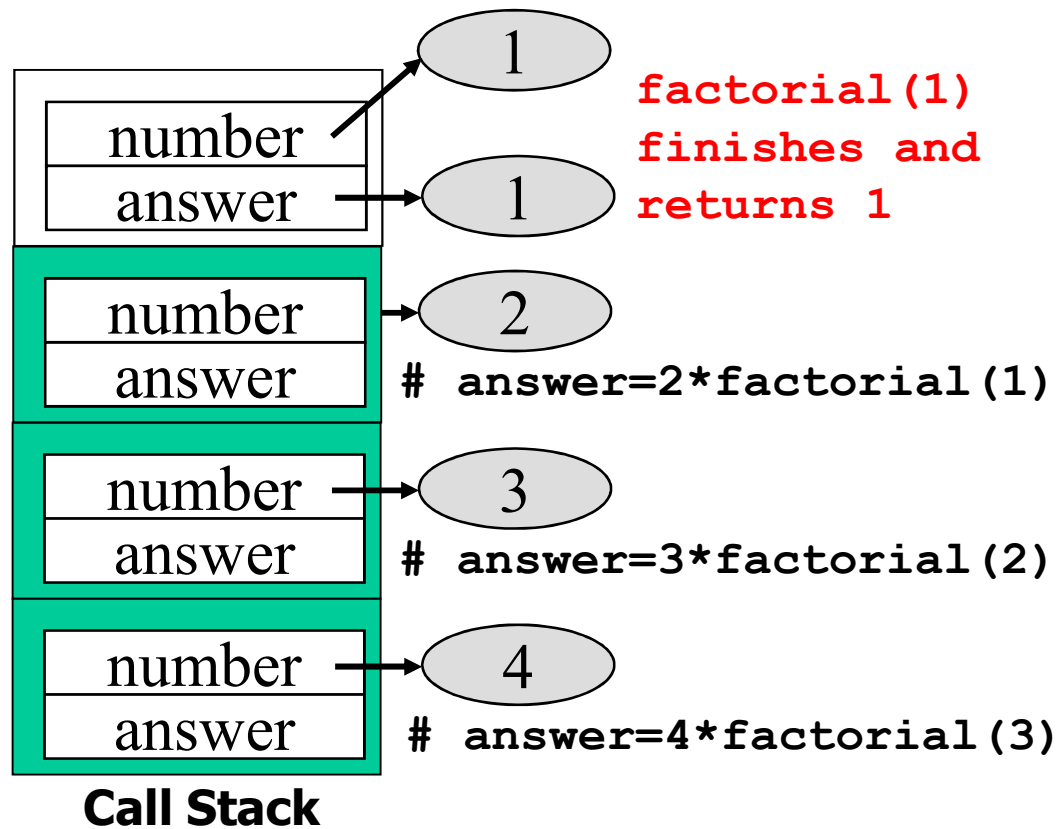 1
number
factorial(1)
finishes and
returns 1
answer
1
number
2
answer
# answer=2*factorial(1)
number
3
answer
# answer=3*factorial(2)
number
4
answer
# answer=4*factorial(3)
Call Stack